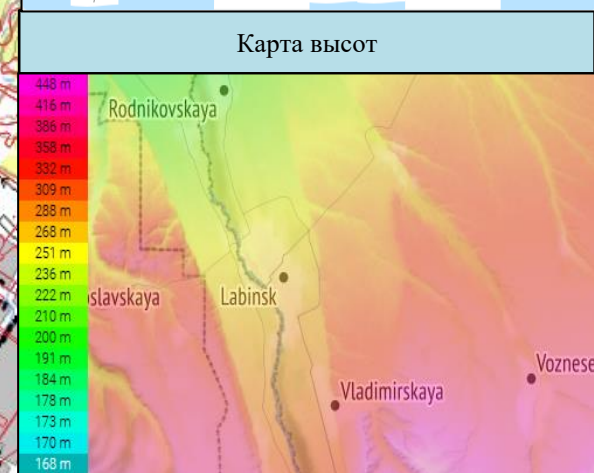 Карта высот
448 m
416 m
386 m
358 m
332 m
309 m
288 m
268 m
251 m
236 m
222 m
210 m
200 m
191 m
184 m
178 m
173 m
170 m
168 m
Rodnikovskaya
oslavskaya
Labinsk
Voznese
Vladimirskaya